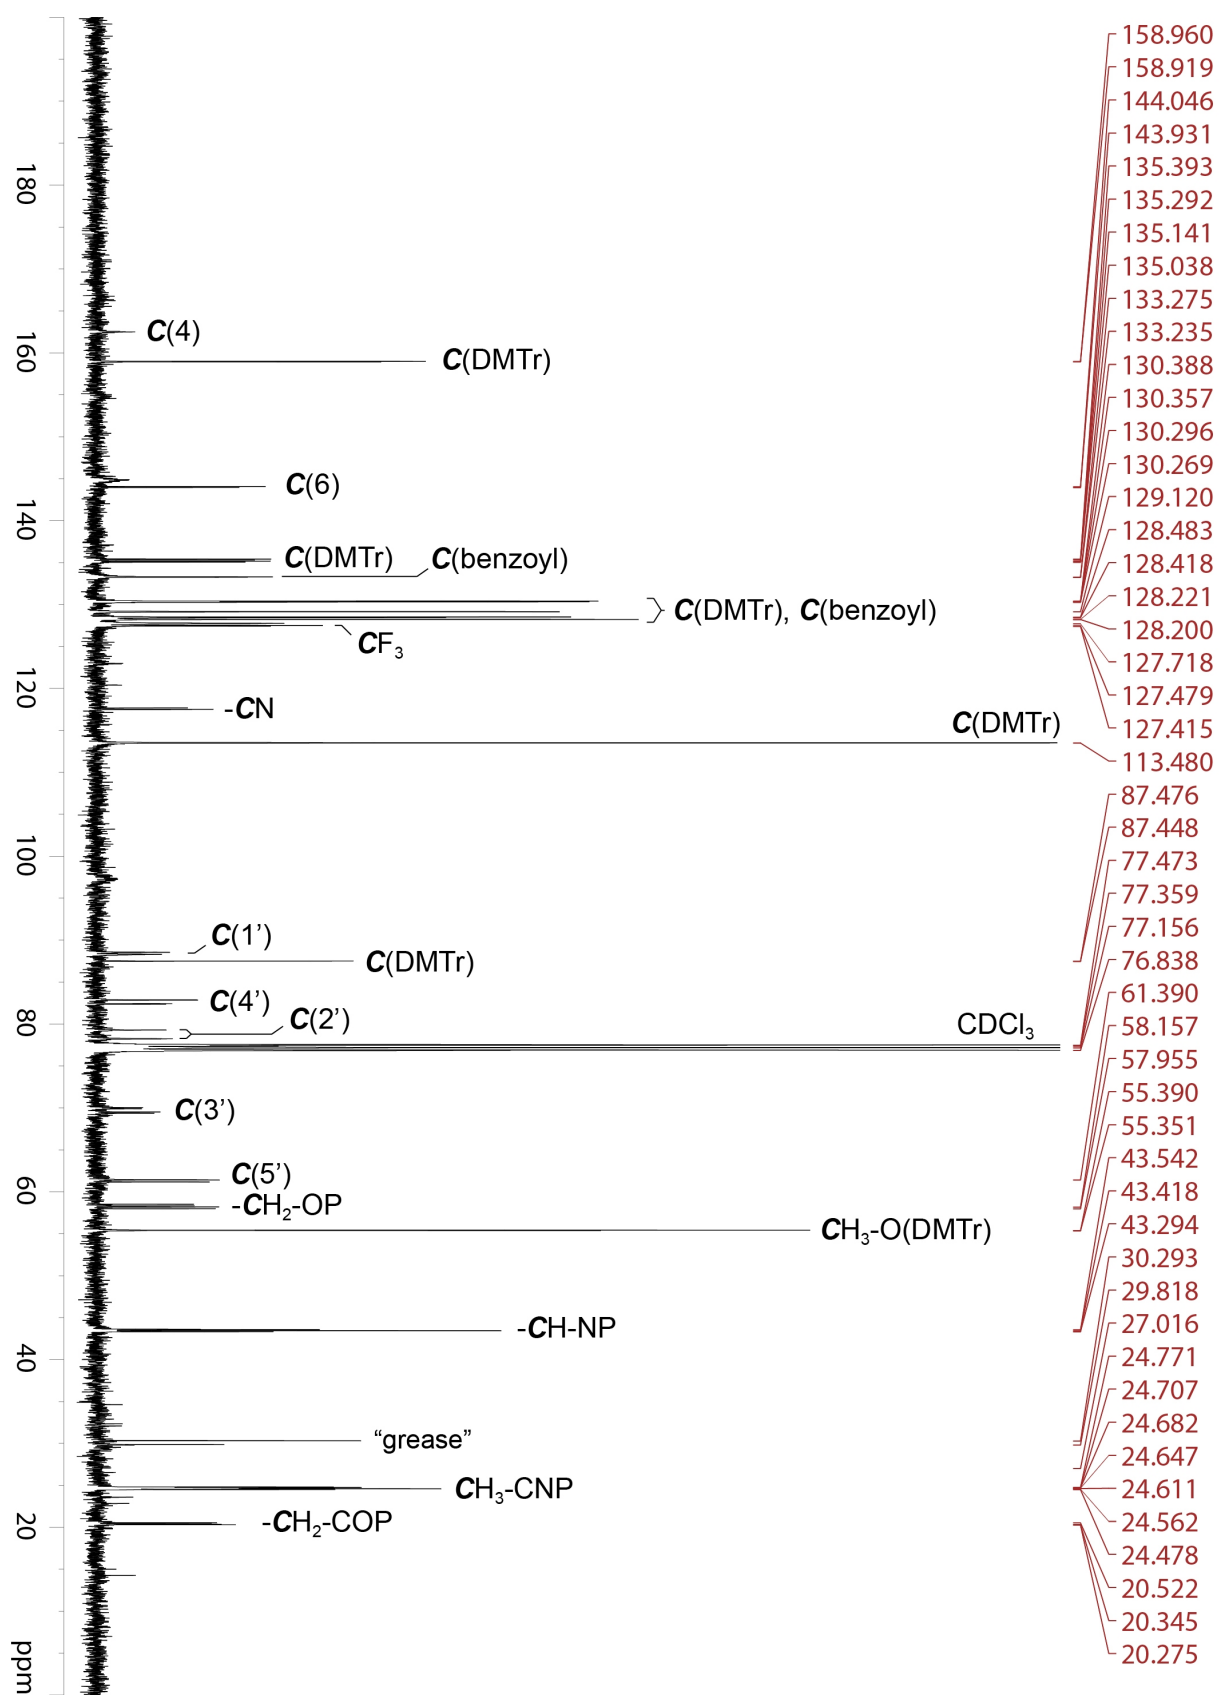 158.960
158.919
144.046
143.931
135.393
135.292
135.141
135.038
133.275
133.235
130.388
130.357
130.296
130.269
129.120
128.483
128.418
128.221
128.200
127.718
127.479
127.415
113.480
87.476
87.448
77.473
77.359
77.156
76.838
61.390
58.157
57.955
55.390
55.351
43.542
43.418
43.294
30.293
29.818
27.016
24.771
24.707
24.682
24.647
24.611
24.562
24.478
20.522
20.345
20.275
C(4)
C(DMTr)
C(6)
C(DMTr) C(benzoyl)
C(DMTr), C(benzoyl)
CF₃
-CN
C(DMTr)
C(1’)
C(DMTr)
C(4’)
C(2’)
CDCl₃
C(3’)
C(5’)
-CH₂-OP
CH₃-O(DMTr)
-CH-NP
“grease”
CH₃-CNP
-CH₂-COP
180
160
140
120
100
80
60
40
20
ppm